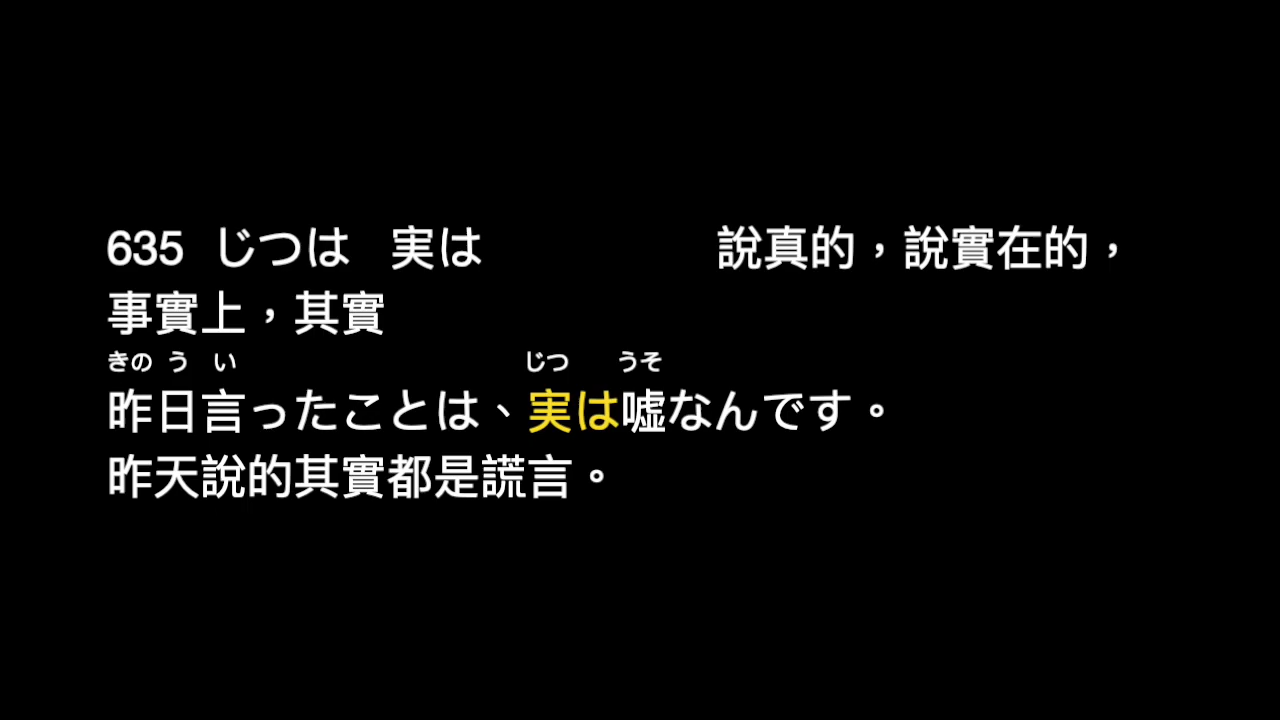 635 じつは 実は 說真的，說實在的，
事實上，其實
きのう い じつ うそ
昨日言ったことは、実は嘘なんです。
昨天說的其實都是謊言。